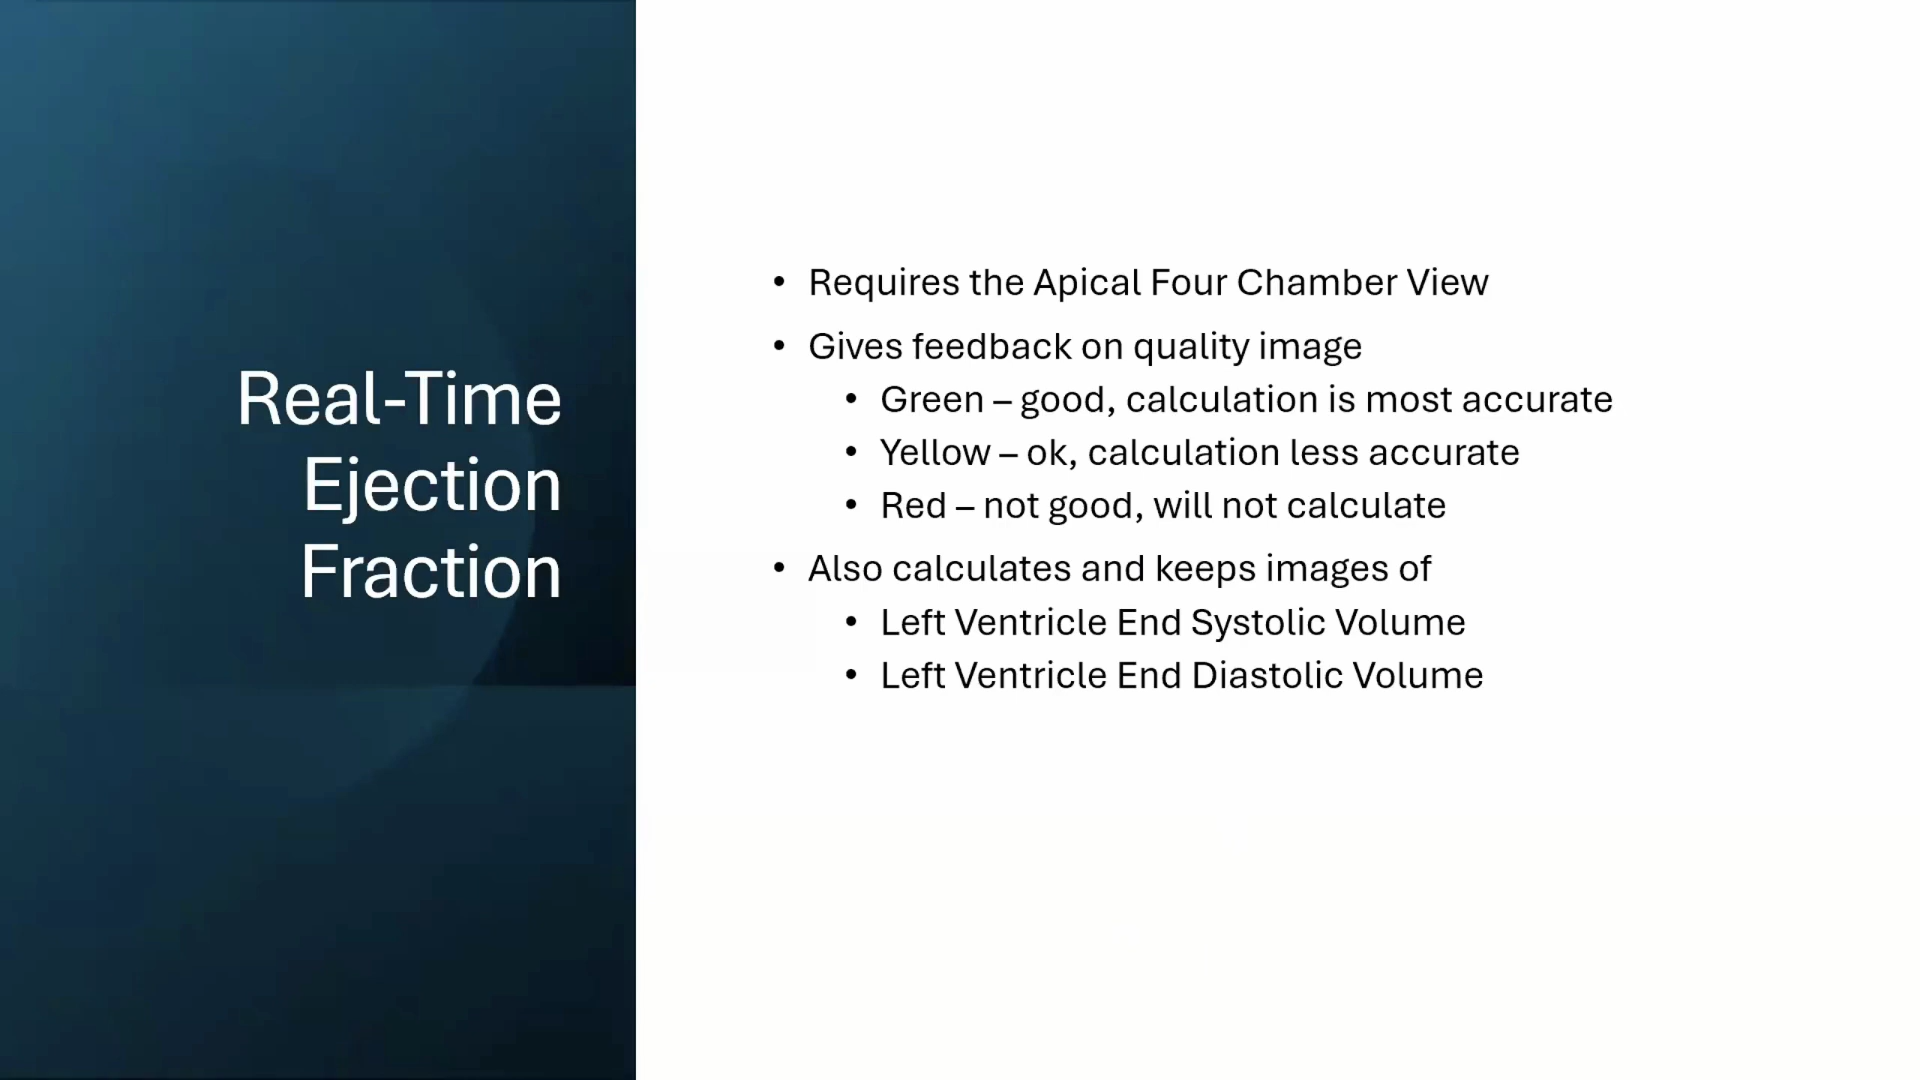 Real-Time
Ejection
Fraction
• Requires the Apical Four Chamber View
• Gives feedback on quality image
• Green – good, calculation is most accurate
• Yellow – ok, calculation less accurate
• Red – not good, will not calculate
• Also calculates and keeps images of
• Left Ventricle End Systolic Volume
• Left Ventricle End Diastolic Volume